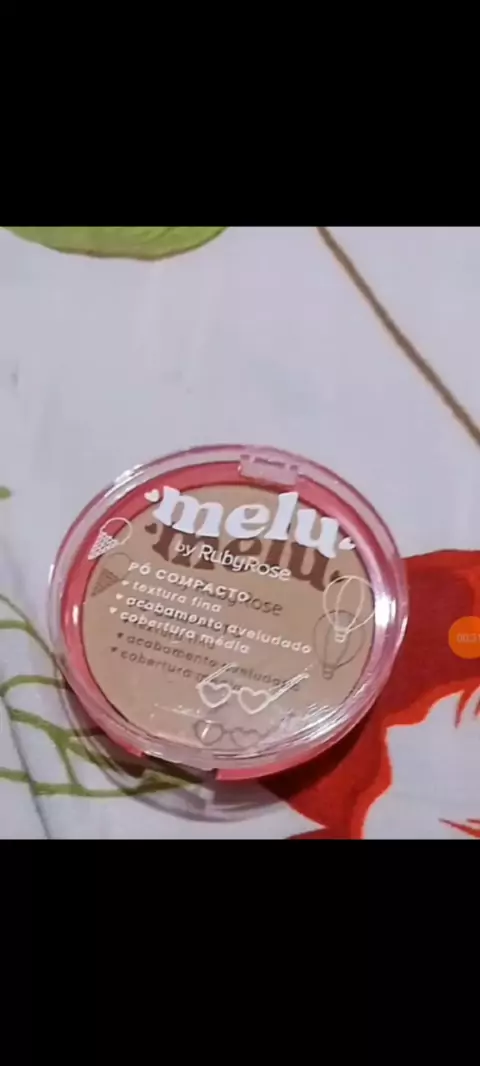 melu
by RubyRose
PÓ COMPACTO
textura fina
acabamento aveludado
cobertura média